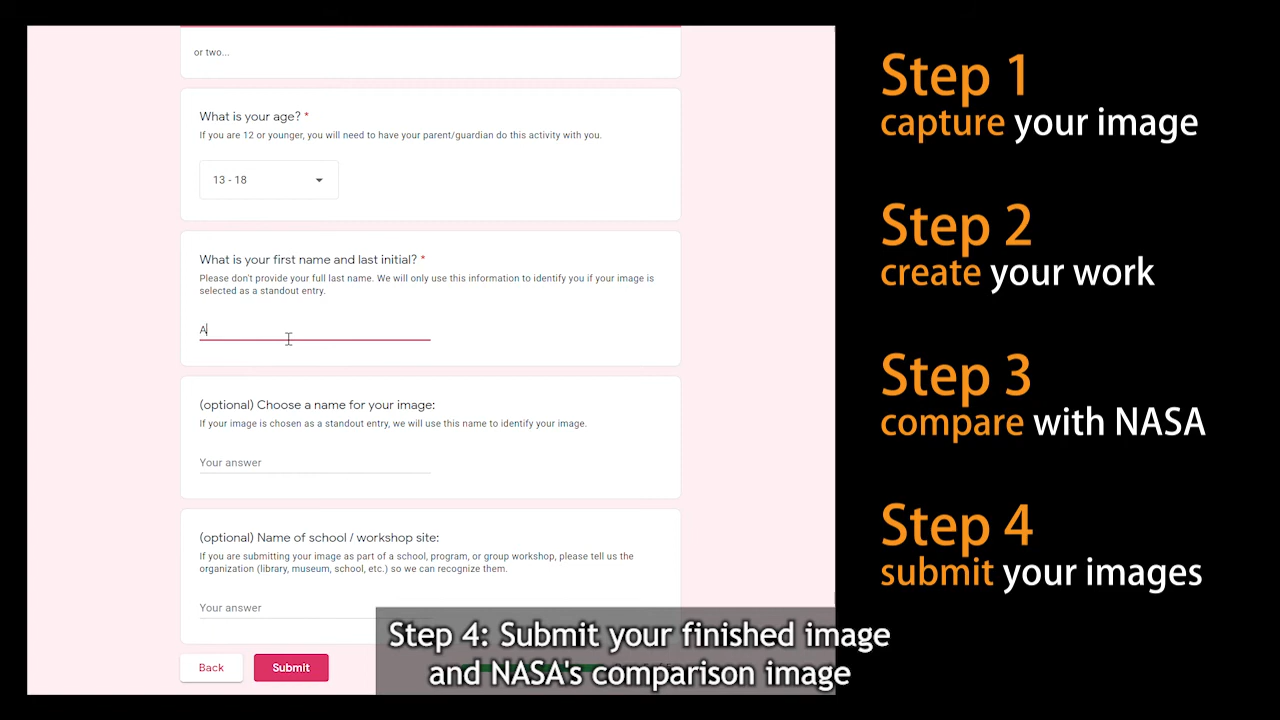 or two...
What is your age? *
If you are 12 or younger, you will need to have your parent/guardian do this activity with you.
13 - 18
What is your first name and last initial? *
Please don't provide your full last name. We will only use this information to identify you if your image is
selected as a standout entry.
A
(optional) Choose a name for your image:
If your image is chosen as a standout entry, we will use this name to identify your image.
Your answer
(optional) Name of school / workshop site:
If you are submitting your image as part of a school, program, or group workshop, please tell us the
organization (library, museum, school, etc.) so we can recognize them.
Your answer
Back
Submit
Step 4: Submit your finished image
and NASA's comparison image
Step 1
capture your image
Step 2
create your work
Step 3
compare with NASA
Step 4
submit your images